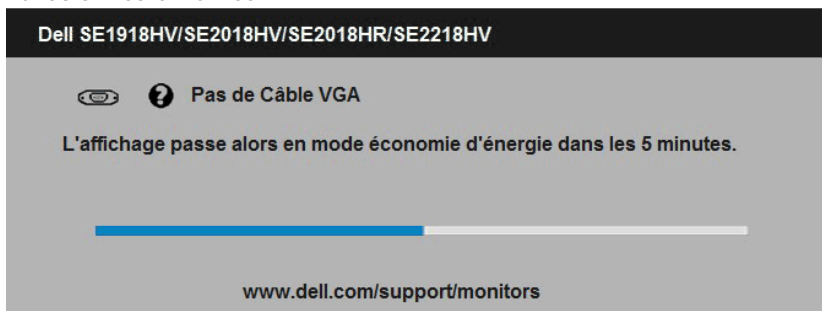 Dell SE1918HV/SE2018HV/SE2018HR/SE2218HV
Pas de Câble VGA
L'affichage passe alors en mode économie d'énergie dans les 5 minutes.
www.dell.com/support/monitors